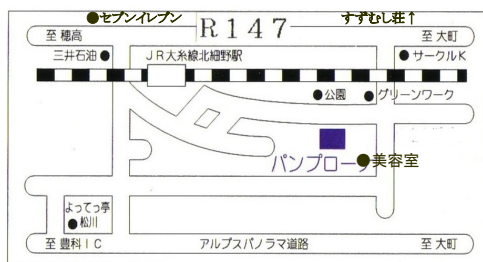 セブンイレブン
すずむし荘↑
至 穂高
R147
至 大町
三井石油
JR大糸線北細野駅
サークルK
公園
グリーンワーク
パンプローナ
美容室
よってっ亭
松川
至 豊科IC
アルプスパノラマ道路
至 大町